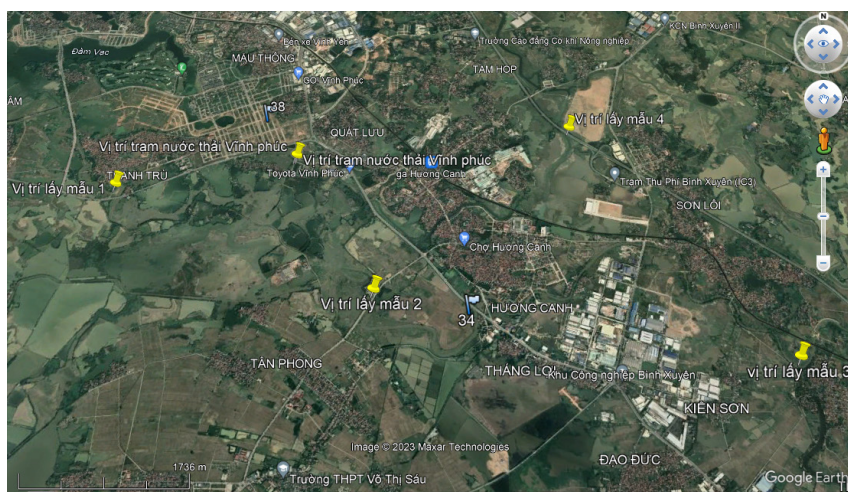 N
Đầm Vạc
Bến xe Vĩnh Yên
Trường Cao đẳng Cơ khí Nông nghiệp
KCN Bình Xuyên II
MẬU THÔNG
GO! Vĩnh Phúc
TAM HỢP
38
Vị trí lấy mẫu 4
QUẤT LƯU
Vị trí trạm nước thải Vĩnh phúc
Vị trí trạm nước thải Vĩnh phúc
Vị trí lấy mẫu 1
THANH TRÙ
Toyota Vĩnh Phúc
ga Hương Canh
Trạm Thu Phí Bình Xuyên (IC3)
SƠN LÔI
Chợ Hương Canh
Vị trí lấy mẫu 2
34
HƯƠNG CANH
TÂN PHONG
THẮNG LỢI
Khu Công nghiệp Bình Xuyên
vị trí lấy mẫu 3
KIỀN SƠN
Image © 2023 Maxar Technologies
ĐẠO ĐỨC
1736 m
Trường THPT Võ Thị Sáu
Google Earth